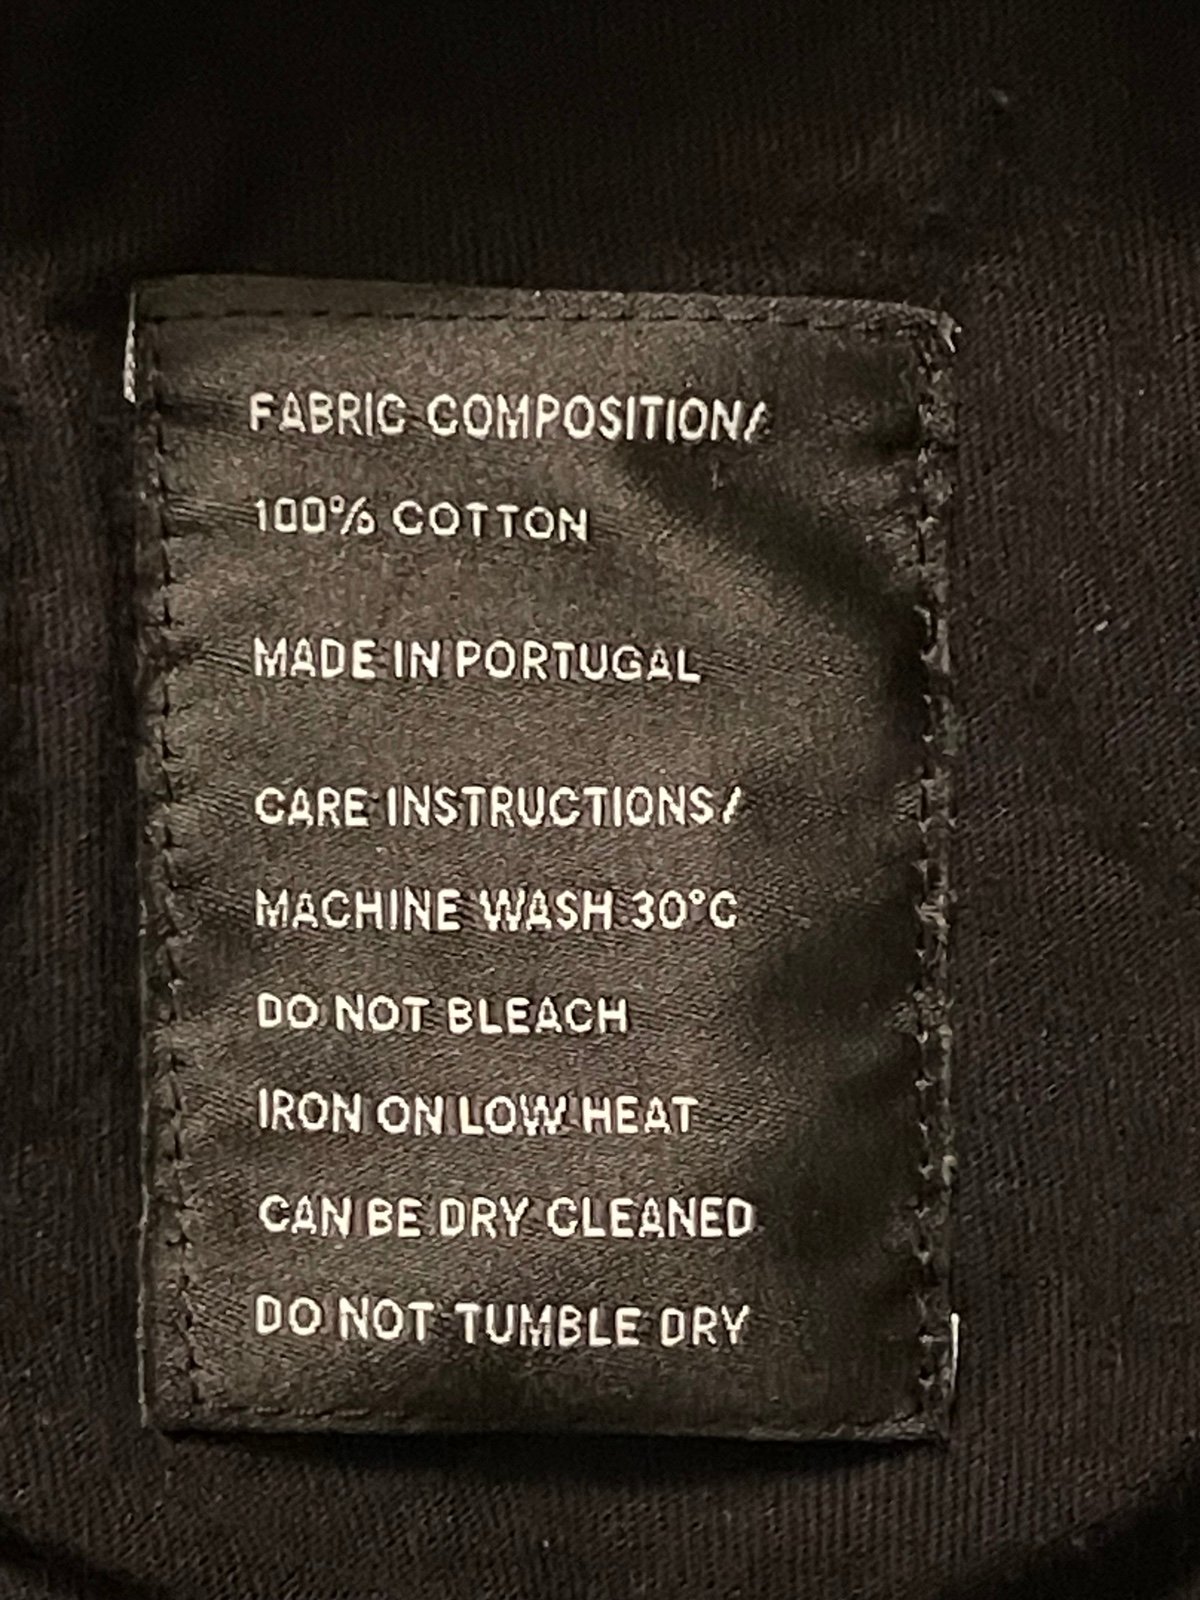 FABRIC COMPOSITION/
100% COTTON
MADE IN PORTUGAL
CARE INSTRUCTIONS/
MACHINE WASH 30°C
DO NOT BLEACH
IRON ON LOW HEAT
CAN BE DRY CLEANED
DO NOT TUMBLE DRY